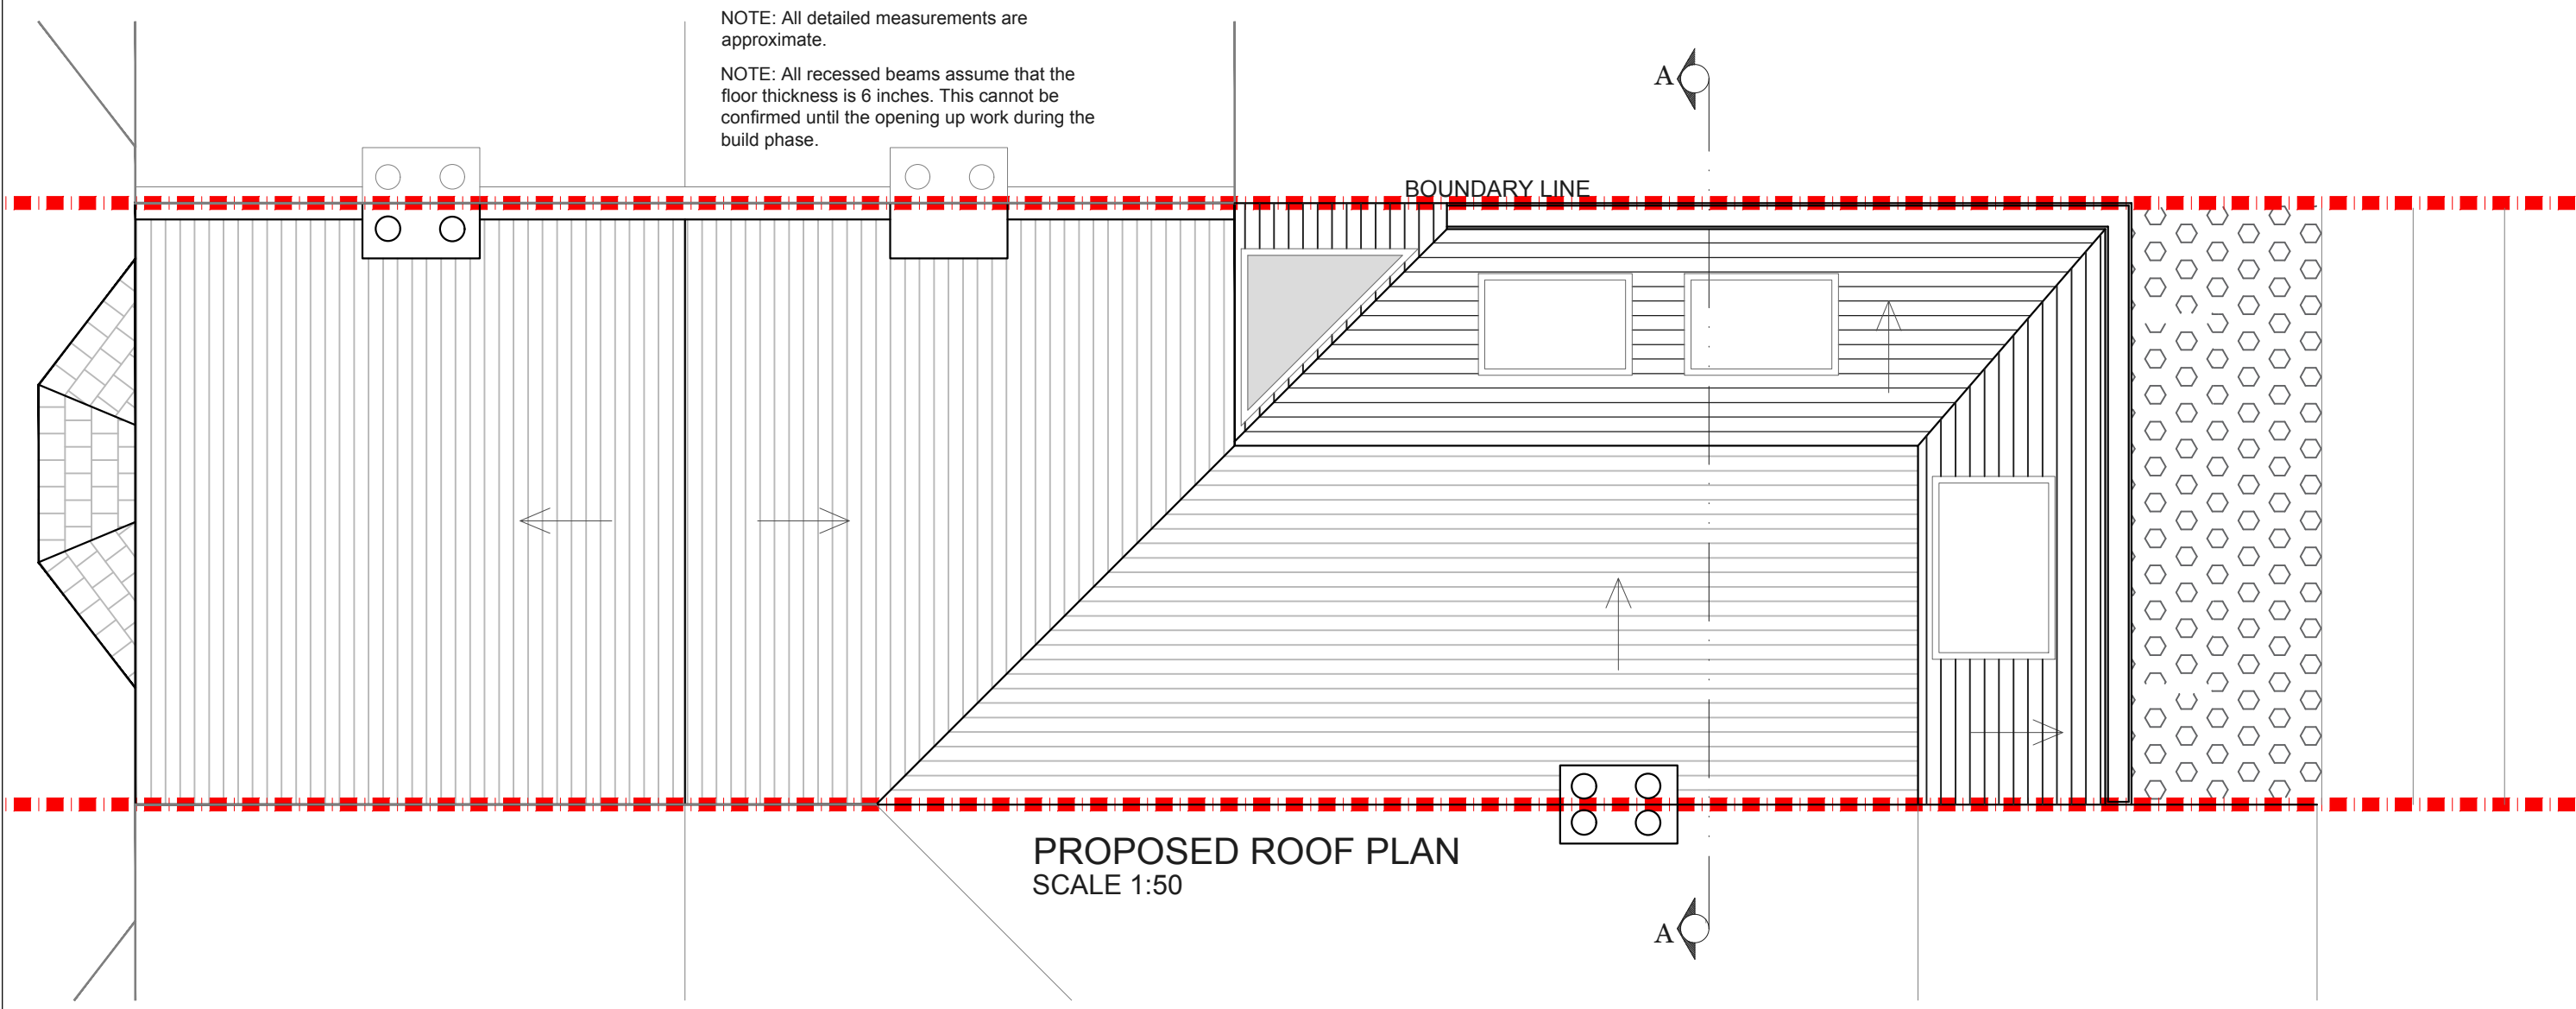 NOTE: All detailed measurements are
approximate.
NOTE: All recessed beams assume that the
floor thickness is 6 inches. This cannot be
confirmed until the opening up work during the
build phase.
A
BOUNDARY LINE
PROPOSED ROOF PLAN
SCALE 1:50
A